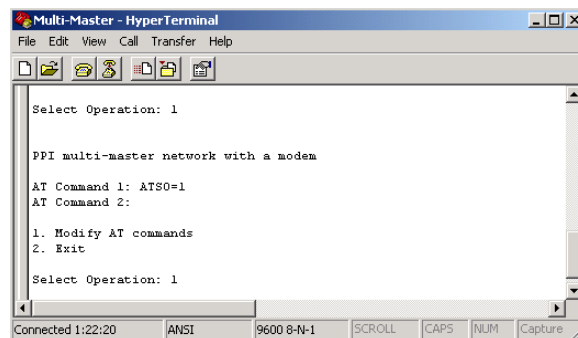 Multi-Master - HyperTerminal
File Edit View Call Transfer Help
Select Operation: 1
PPI multi-master network with a modem
AT Command 1: ATS0=1
AT Command 2:
1. Modify AT commands
2. Exit
Select Operation: 1
Connected 1:22:20 ANSI 9600 8-N-1 SCROLL CAPS NUM Capture